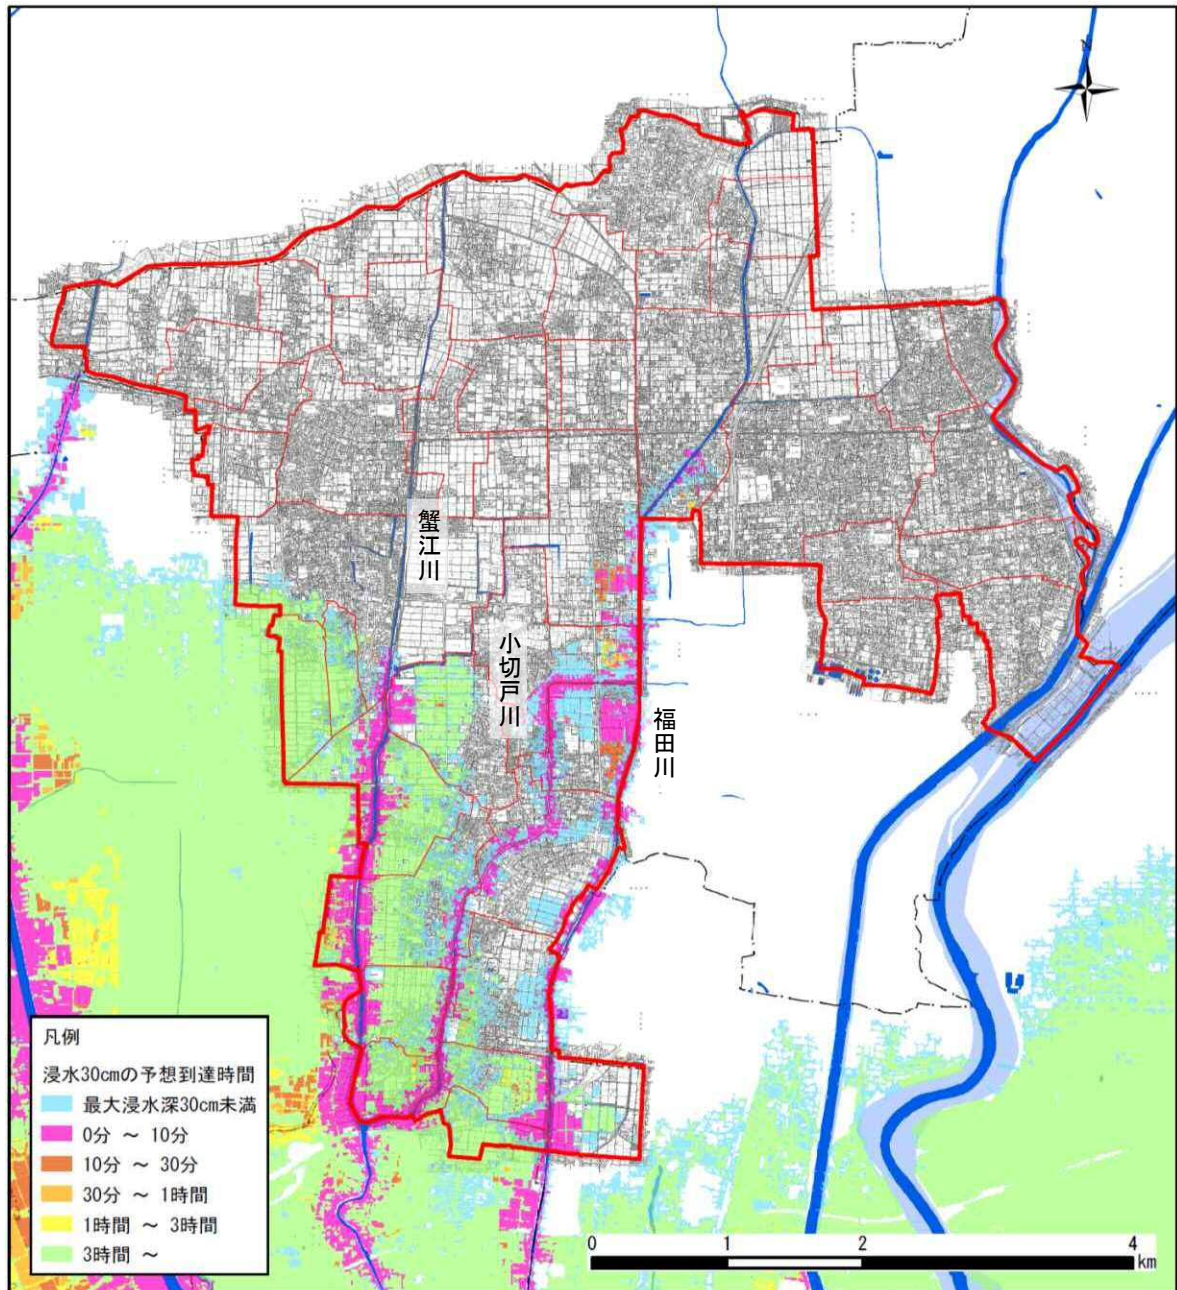 蟹江川
小切戸川
福田川
凡例
浸水30cmの予想到達時間
最大浸水深30cm未満
0分 ～ 10分
10分 ～ 30分
30分 ～ 1時間
1時間 ～ 3時間
3時間 ～
0 1 2 4
km